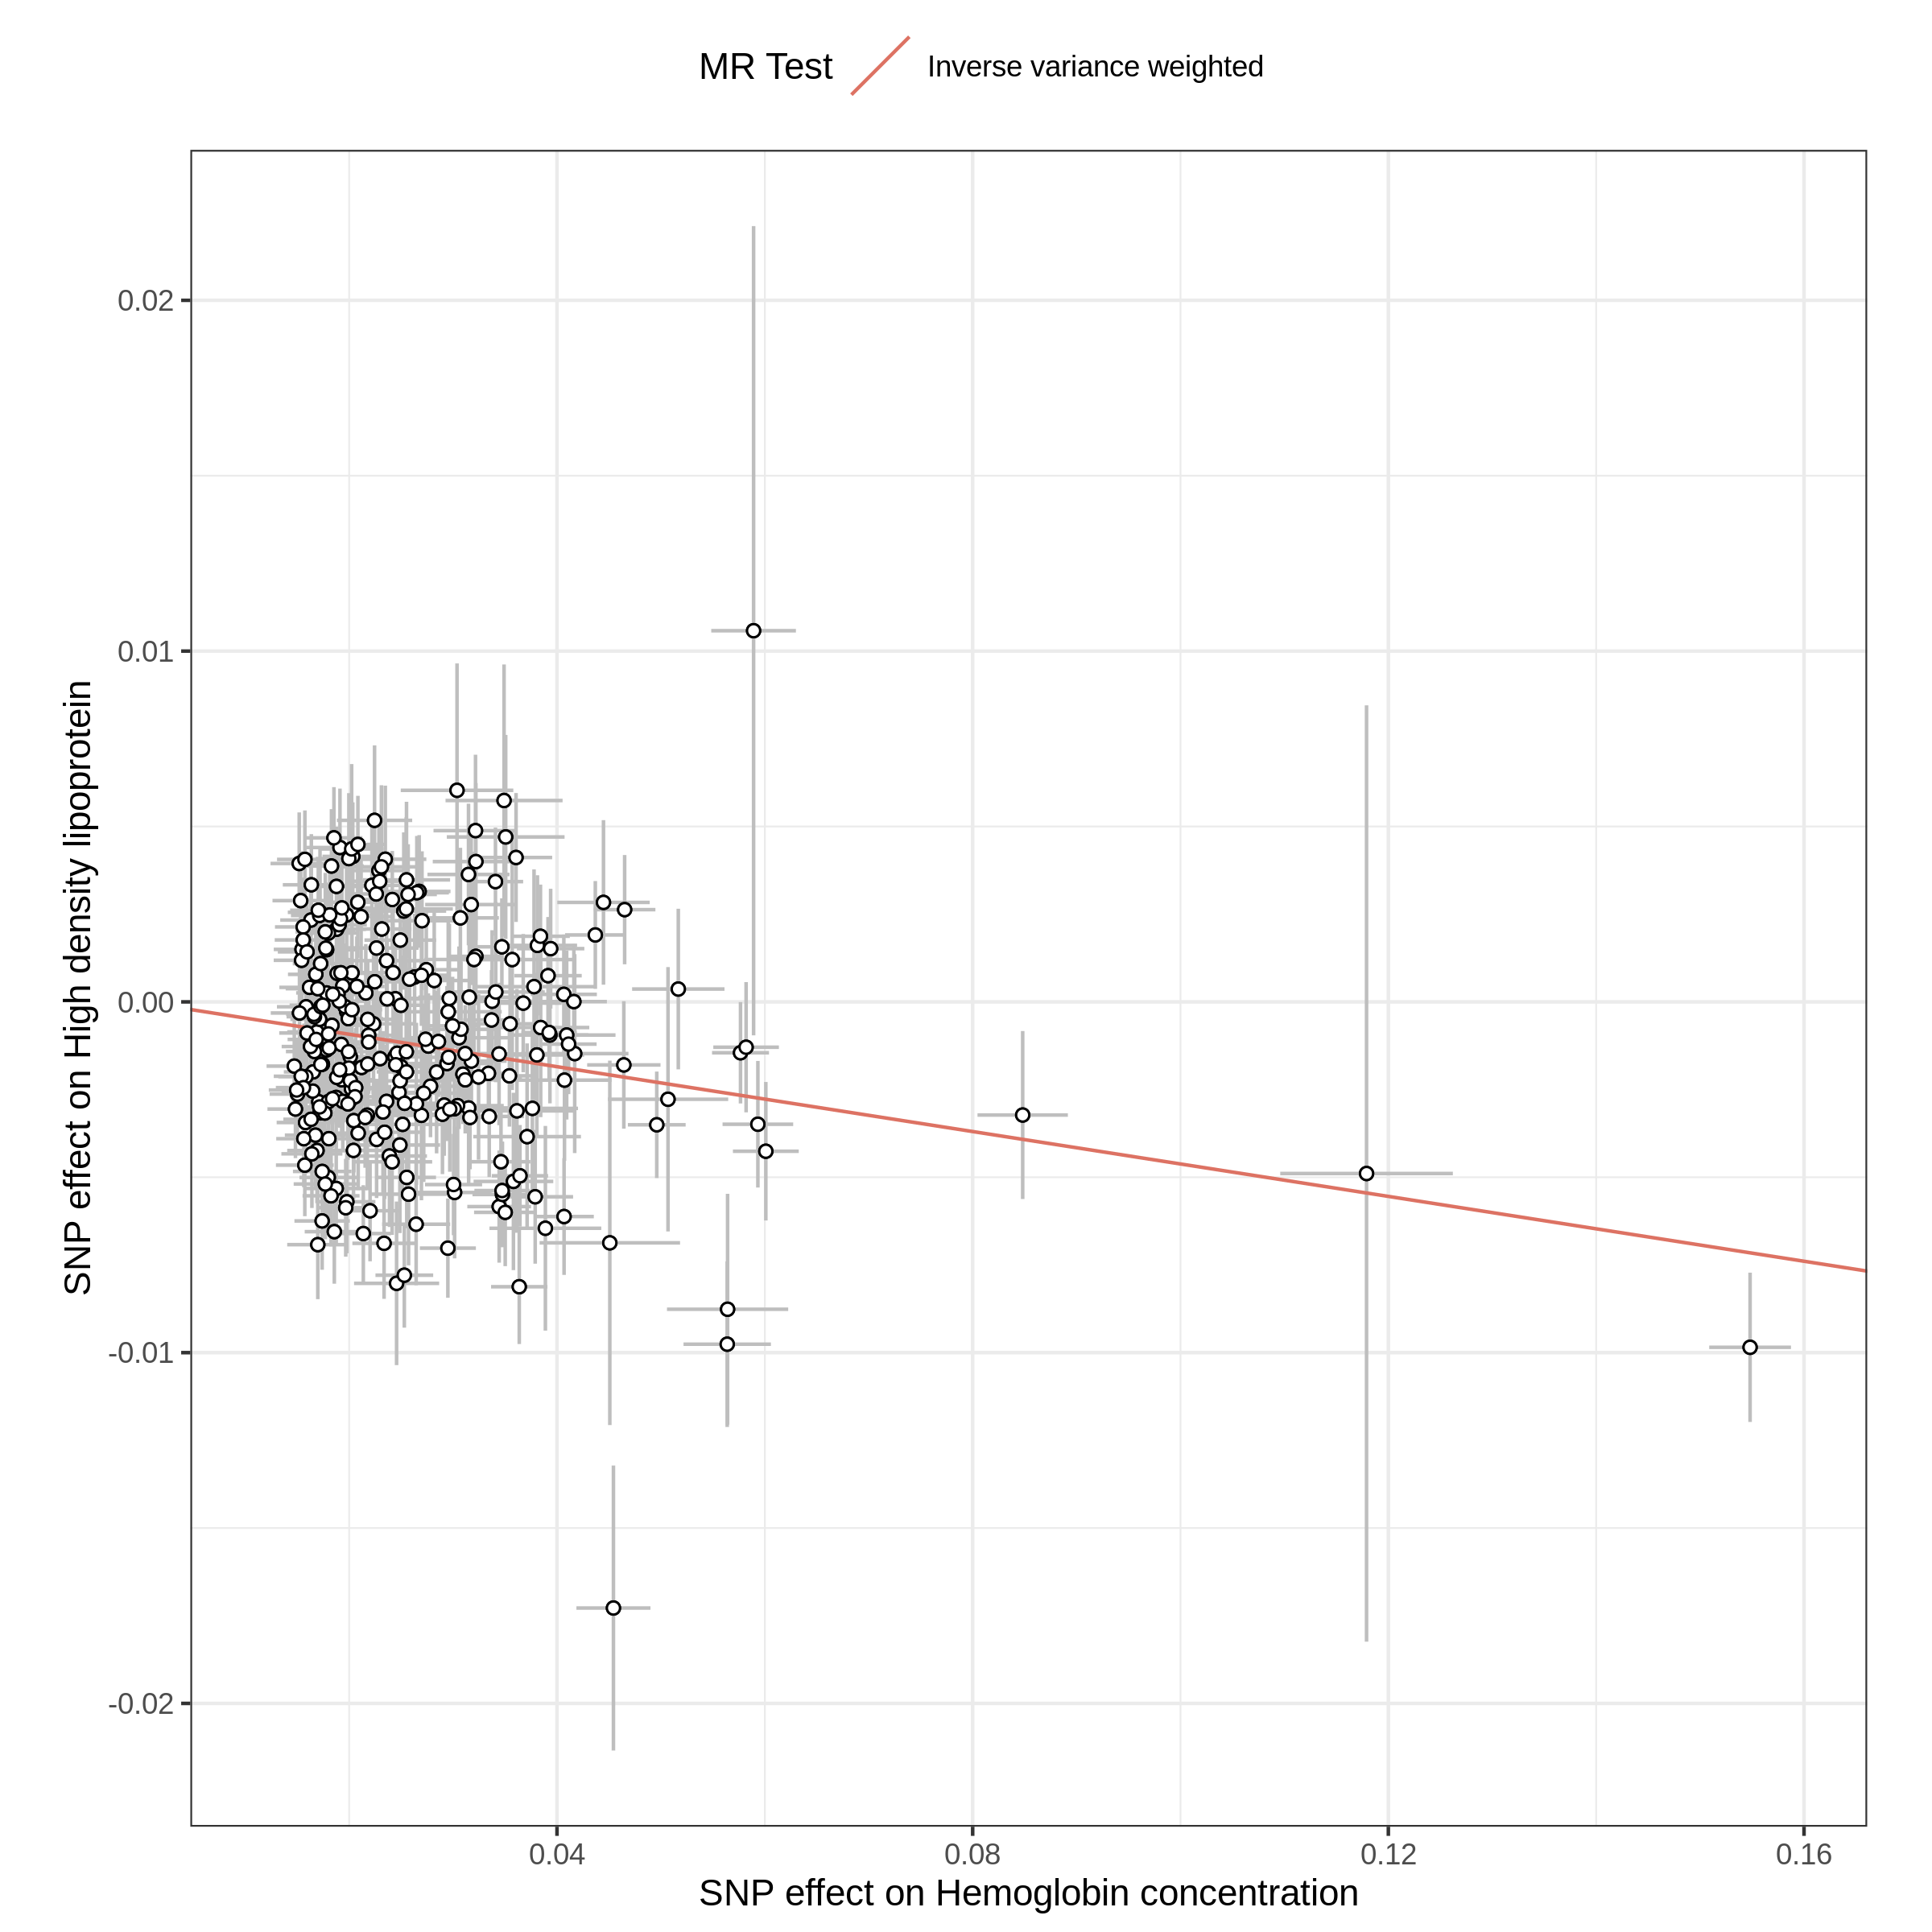 MR Test
Inverse variance weighted
SNP effect on High density lipoprotein
0.02
0.01
0.00
-0.01
-0.02
0.04
0.08
0.12
0.16
SNP effect on Hemoglobin concentration